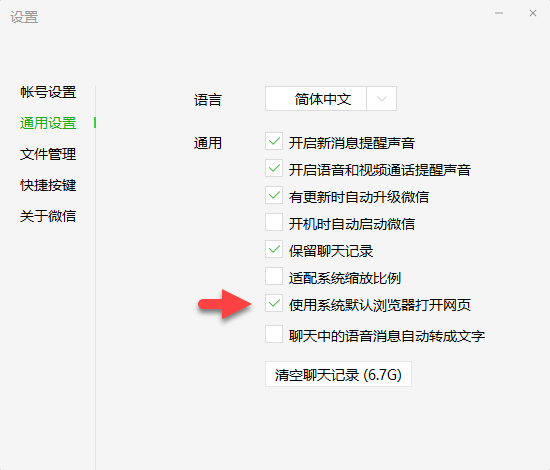 设置
帐号设置
通用设置
文件管理
快捷按键
关于微信
语言
简体中文
通用
开启新消息提醒声音
开启语音和视频通话提醒声音
有更新时自动升级微信
开机时自动启动微信
保留聊天记录
适配系统缩放比例
使用系统默认浏览器打开网页
聊天中的语音消息自动转成文字
清空聊天记录 (6.7G)